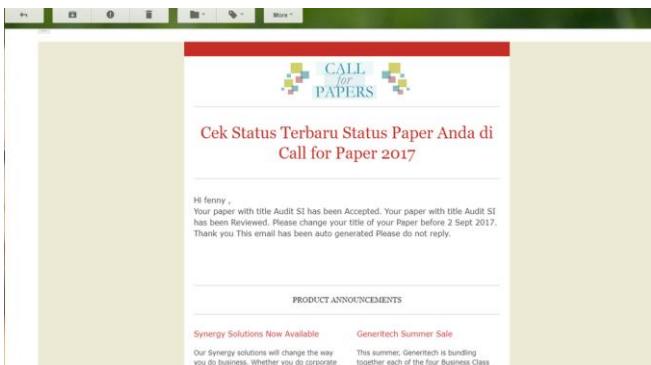 More
CALL
for
PAPERS
Cek Status Terbaru Status Paper Anda di
Call for Paper 2017
Hi fenny ,
Your paper with title Audit SI has been Accepted. Your paper with title Audit SI
has been Reviewed. Please change your title of your Paper before 2 Sept 2017.
Thank you This email has been auto generated Please do not reply.
PRODUCT ANNOUNCEMENTS
Synergy Solutions Now Available
Our Synergy solutions will change the way
you do business. Whether you do corporate
Generitech Summer Sale
This summer, Generitech is bundling
together each of the four Business Class